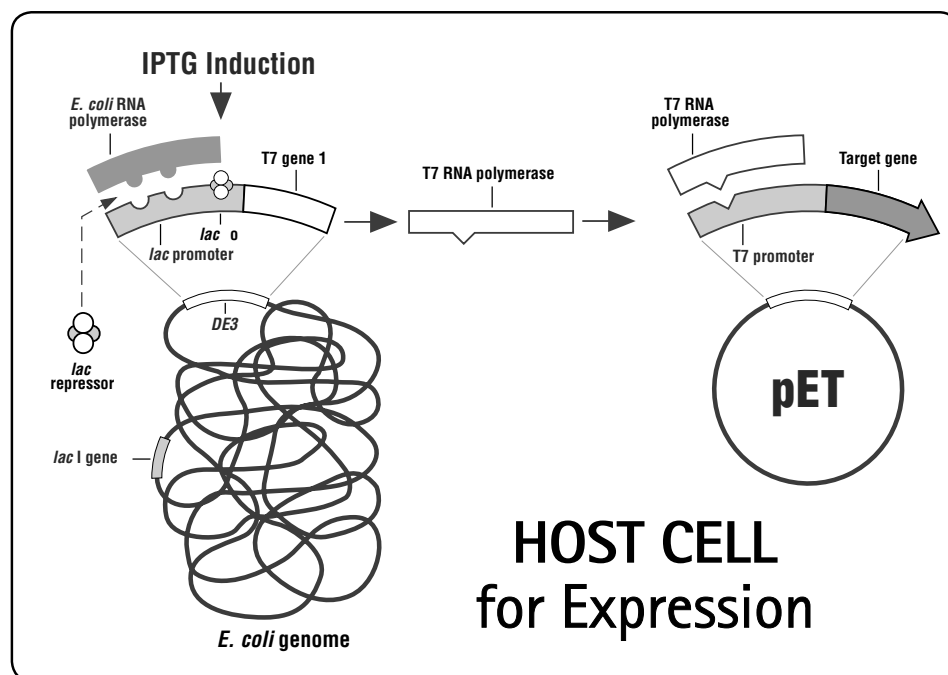 IPTG Induction
E. coli RNA
polymerase
T7 gene 1
lac o
lac promoter
DE3
lac
repressor
lac I gene
E. coli genome
T7 RNA polymerase
T7 RNA
polymerase
Target gene
T7 promoter
pET
HOST CELL
for Expression